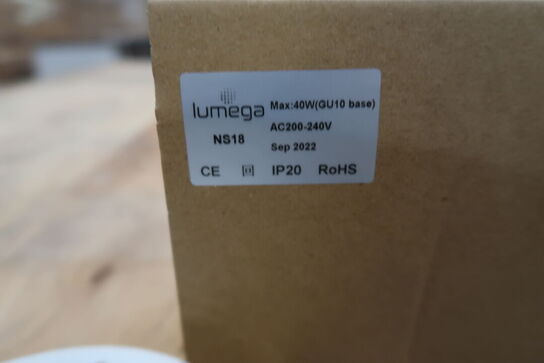 lumega
Max:40W(GU10 base)
NS18
AC200-240V
Sep 2022
CE IP20 RoHS